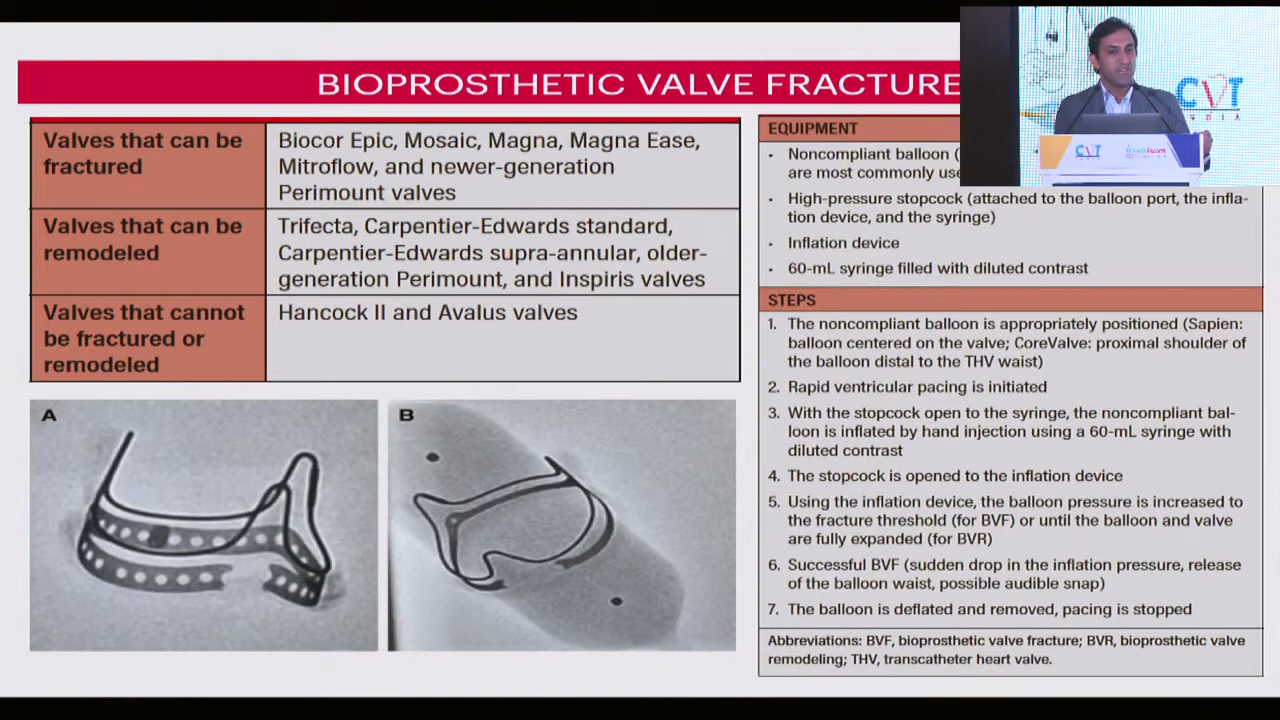 BIOPROSTHETIC VALVE FRACTURE
Valves that can be
fractured
Biocor Epic, Mosaic, Magna, Magna Ease,
Mitroflow, and newer-generation
Perimount valves
Valves that can be
remodeled
Trifecta, Carpentier-Edwards standard,
Carpentier-Edwards supra-annular, older-
generation Perimount, and Inspiris valves
Valves that cannot
be fractured or
remodeled
Hancock II and Avalus valves
A
B
EQUIPMENT
• Noncompliant balloon (
are most commonly use
• High-pressure stopcock (attached to the balloon port, the infla-
tion device, and the syringe)
• Inflation device
• 60-mL syringe filled with diluted contrast
STEPS
1. The noncompliant balloon is appropriately positioned (Sapien:
balloon centered on the valve; CoreValve: proximal shoulder of
the balloon distal to the THV waist)
2. Rapid ventricular pacing is initiated
3. With the stopcock open to the syringe, the noncompliant bal-
loon is inflated by hand injection using a 60-mL syringe with
diluted contrast
4. The stopcock is opened to the inflation device
5. Using the inflation device, the balloon pressure is increased to
the fracture threshold (for BVF) or until the balloon and valve
are fully expanded (for BVR)
6. Successful BVF (sudden drop in the inflation pressure, release
of the balloon waist, possible audible snap)
7. The balloon is deflated and removed, pacing is stopped
Abbreviations: BVF, bioprosthetic valve fracture; BVR, bioprosthetic valve
remodeling; THV, transcatheter heart valve.
CVT
INDIA
CVT